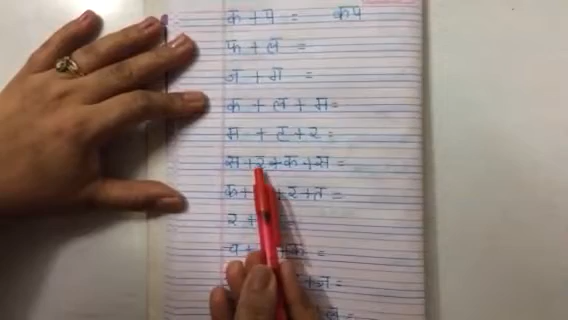 क + प = कप
फ + ल =
ज + ग =
क + ल + म =
म + ट + र =
स + र + क + स =
क + + र + त =
र +
च + क =
+ ज
ल =